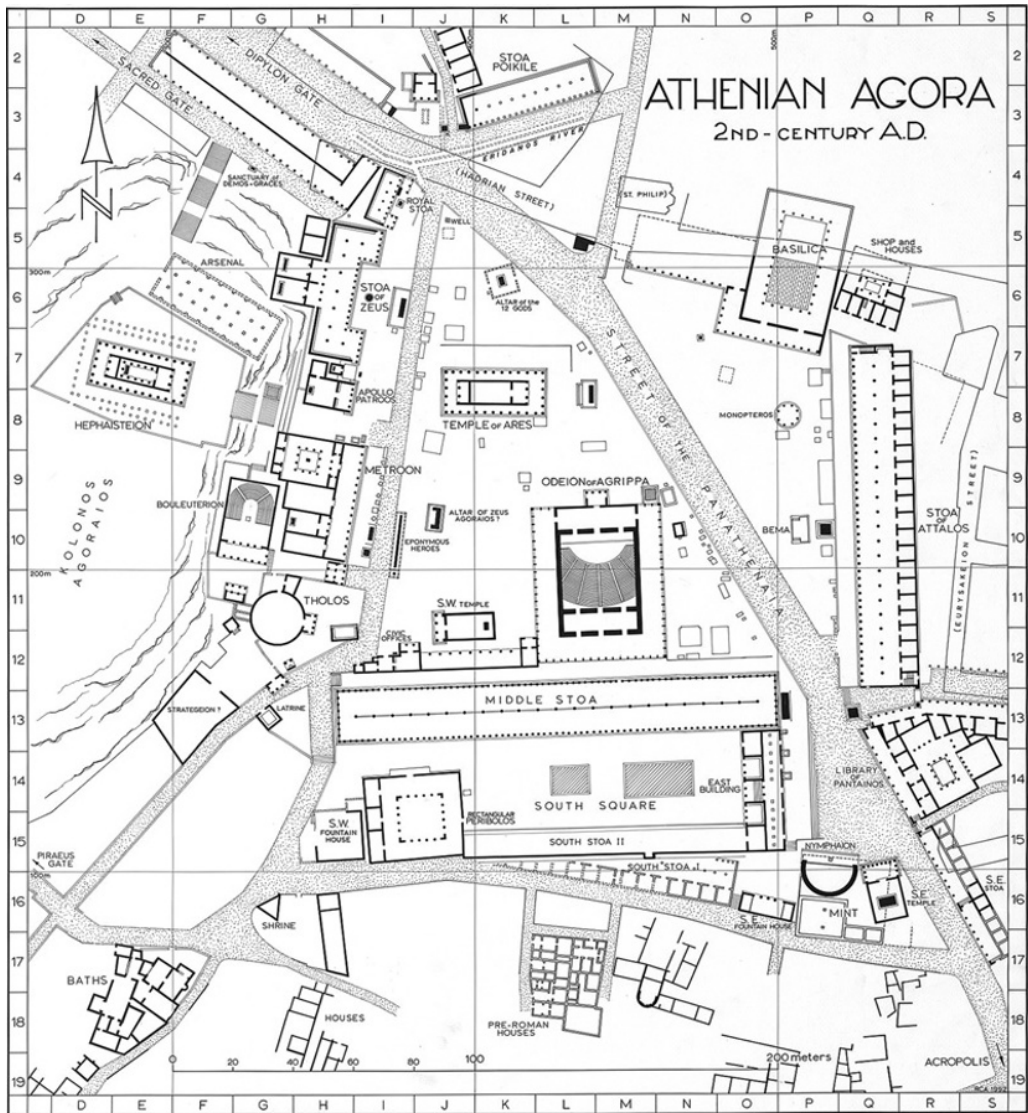 D E F G H I J K L M N O P Q R S
2
3
4
5
6
7
8
9
10
11
12
13
14
15
16
17
18
19
ATHENIAN AGORA
2ND-CENTURY A.D.
SACRED GATE
DIPYLON GATE
STOA
POIKILE
ERIDANOS RIVER
(HADRIAN STREET)
SANCTUARY of
DEMOS-GRACES
ROYAL
STOA
WELL
(ST. PHILIP)
500m
BASILICA
SHOP and
HOUSES
N
ARSENAL
300m
STOA
OF
ZEUS
ALTAR of the
12 GODS
STREET OF THE PANATHENAIA
HEPHAISTEION
APOLLO
PATROOS
TEMPLE of ARES
MONOPTEROS
METROON
KOLONOS
AGORAIOS
BOULEUTERION
ODEION of AGRIPPA
ALTAR OF ZEUS
AGORAIOS ?
EPONYMOUS
HEROES
BEMA
STOA
OF
ATTALOS
(EURYSAKEION STREET)
200m
THOLOS
S.W. TEMPLE
CIVIC
OFFICES
STRATEGEION ?
LATRINE
MIDDLE STOA
LIBRARY
OF
PANTAINOS
EAST
BUILDING
SOUTH SQUARE
S.W.
FOUNTAIN
HOUSE
RECTANGULAR
PERIBOLOS
SOUTH STOA II
PIRAEUS
GATE
100m
SOUTH STOA I
NYMPHAION
S.E.
FOUNTAIN HOUSE
MINT
S.E.
TEMPLE
S.E.
STOA
SHRINE
BATHS
HOUSES
PRE-ROMAN
HOUSES
0 20 40 60 80 100 200 meters
ACROPOLIS
RCA 1992
D E F G H I J K L M N O P Q R S